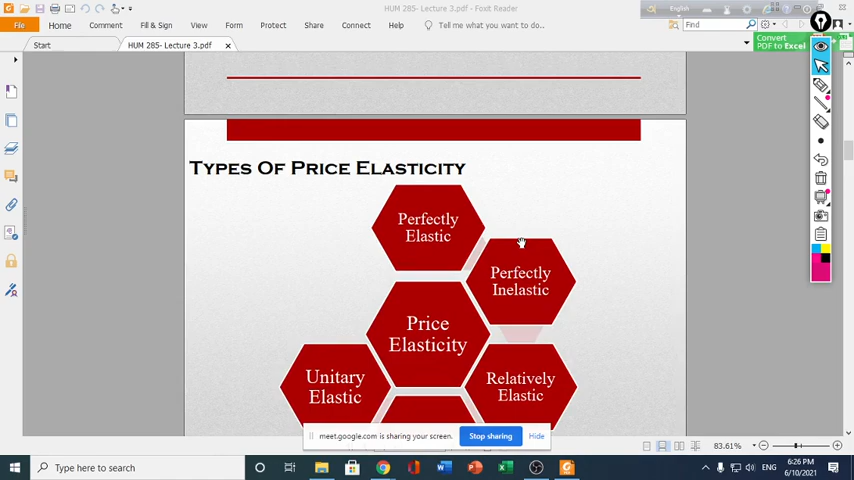 HUM 285- Lecture 3.pdf - Foxit Reader
English
File Home Comment Fill & Sign View Form Protect Share Connect Help Tell me what you want to do... Find
Start HUM 285- Lecture 3.pdf
Convert
PDF to Excel
Types Of Price Elasticity
Perfectly
Elastic
Perfectly
Inelastic
Price
Elasticity
Unitary
Elastic
Relatively
Elastic
meet.google.com is sharing your screen. Stop sharing Hide
83.61%
Type here to search
ENG
6:26 PM
6/10/2021